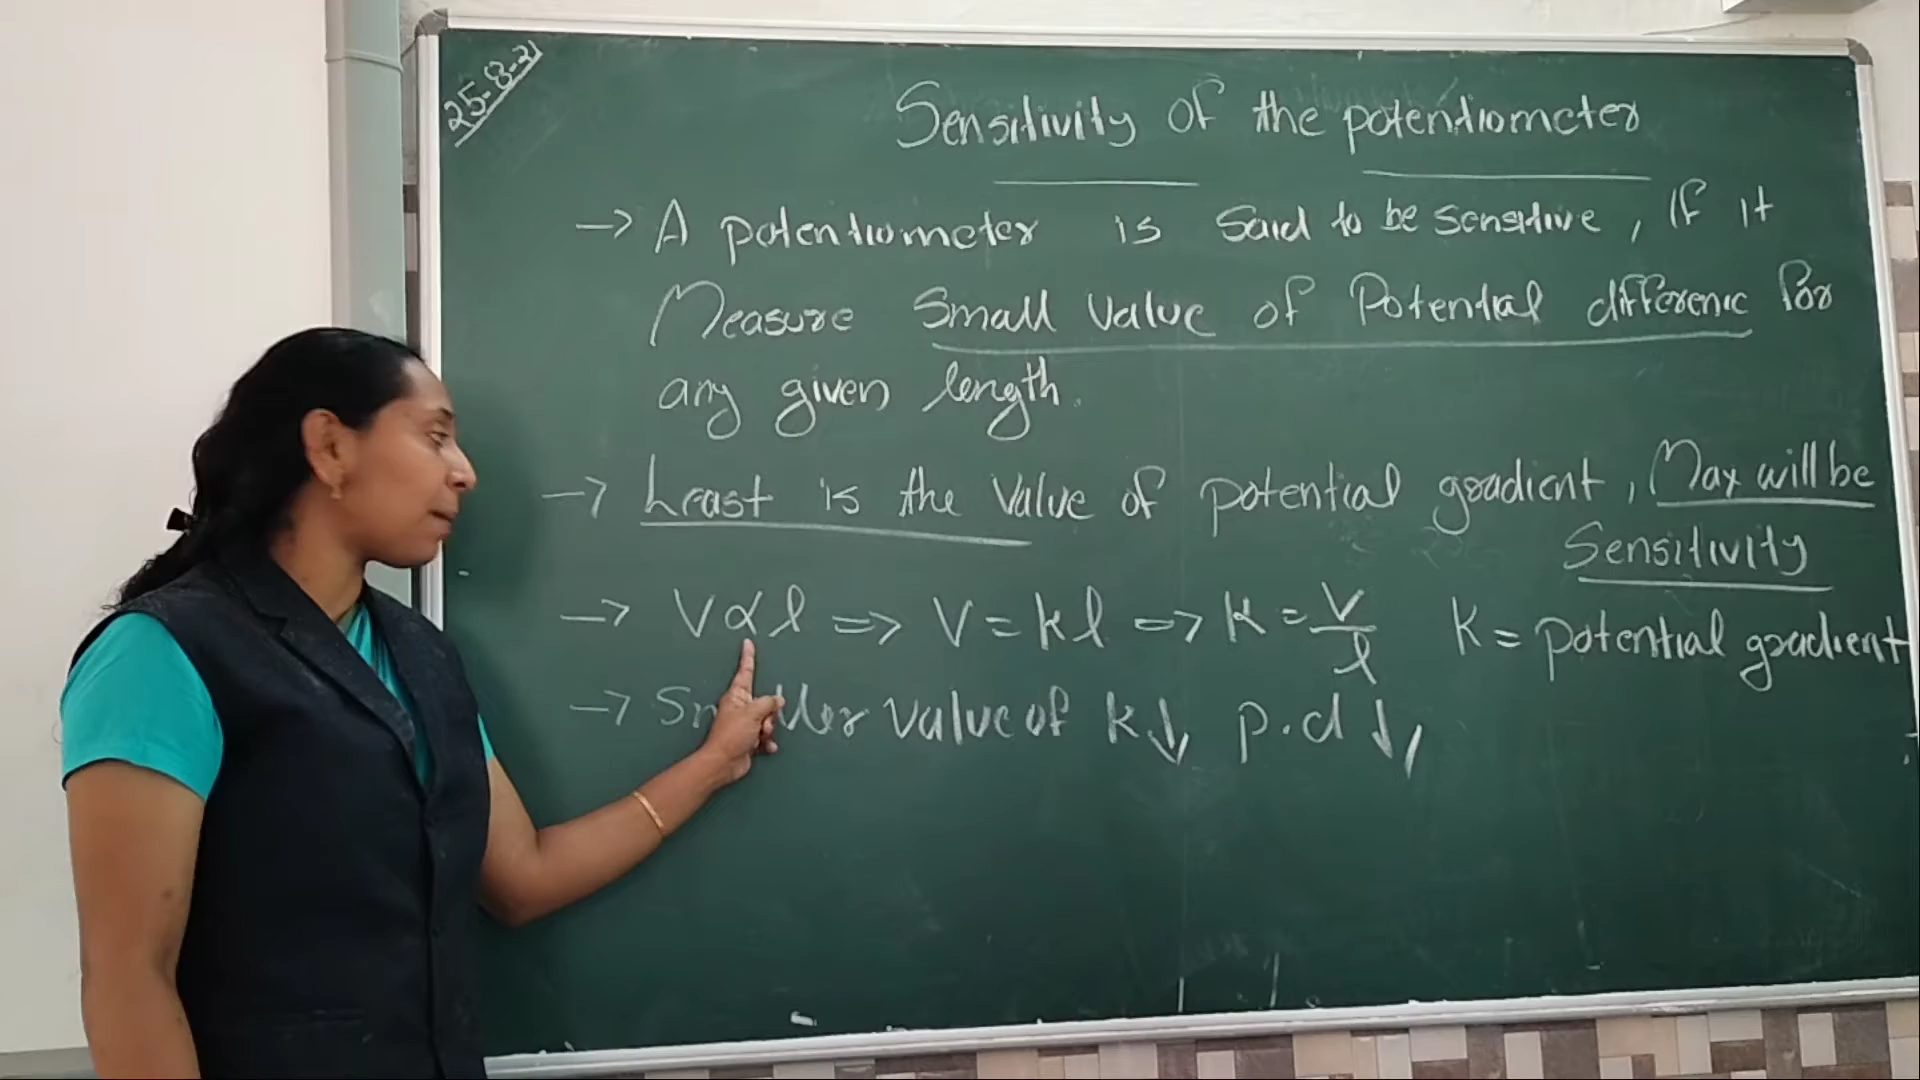 25-8-21
Sensitivity of the potentiometer
→ A potentiometer is said to be sensitive, if it
Measure small value of Potential differenc for
any given length.
→ Least is the value of potential gradient, Max will be
Sensitivity
→ V ∝ l ⇒ V = kl ⇒ K = V/l K = potential gradient
→ value of k↓ p.d↓